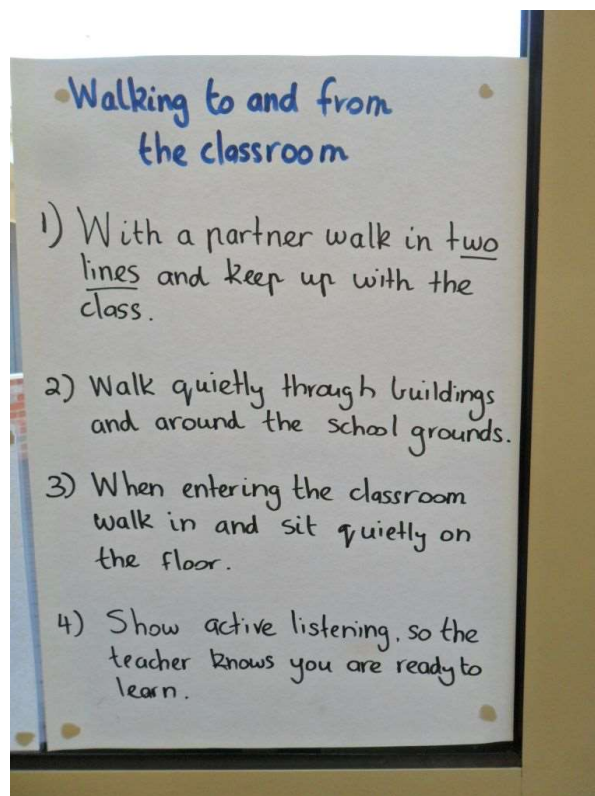 Walking to and from
the classroom
1) With a partner walk in two
lines and keep up with the
class.
2) Walk quietly through buildings
and around the school grounds.
3) When entering the classroom
walk in and sit quietly on
the floor.
4) Show active listening, so the
teacher knows you are ready to
learn.